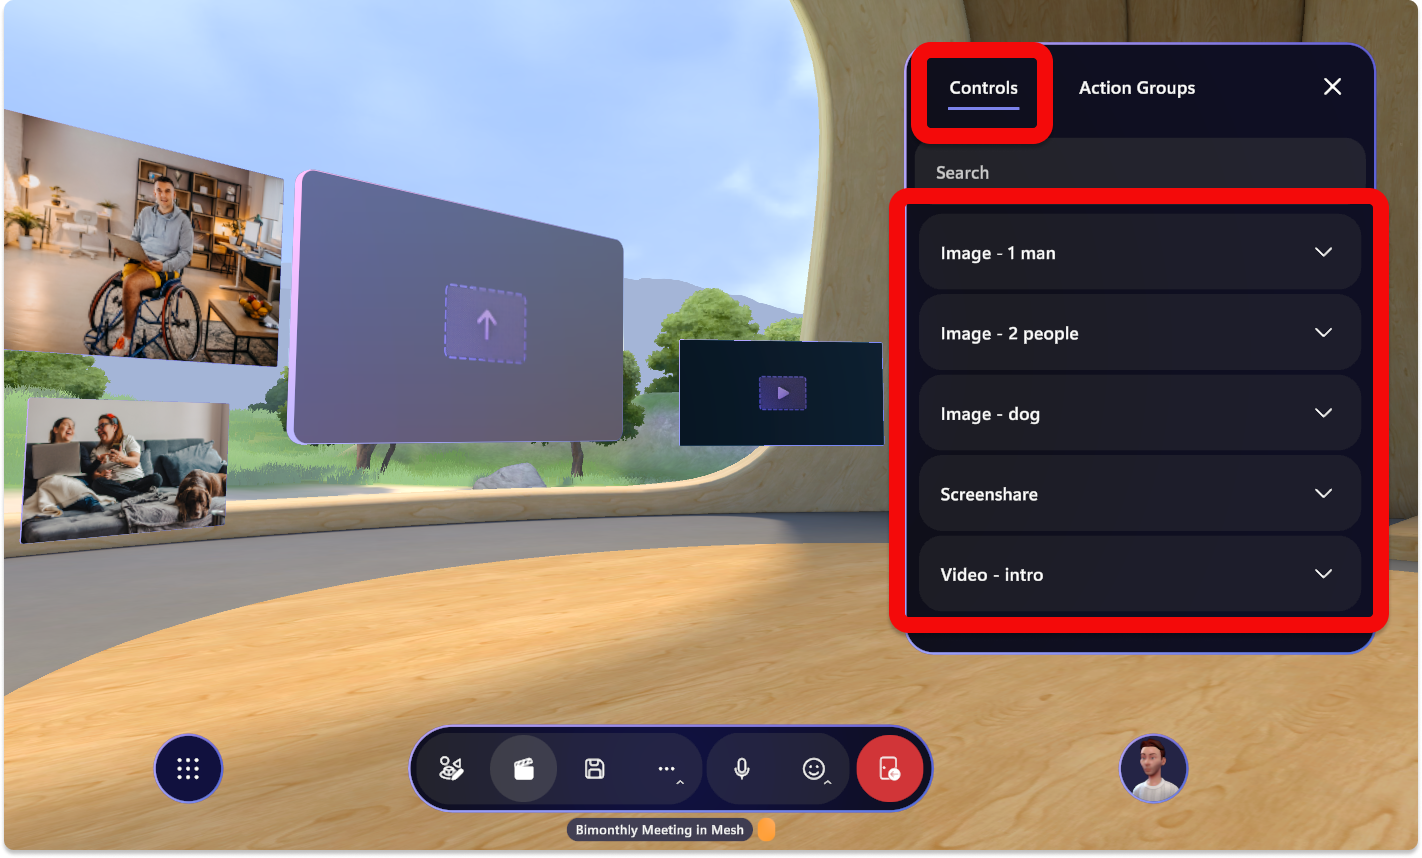 Controls
Action Groups
Search
Image - 1 man
Image - 2 people
Image - dog
Screenshare
Video - intro
Bimonthly Meeting in Mesh